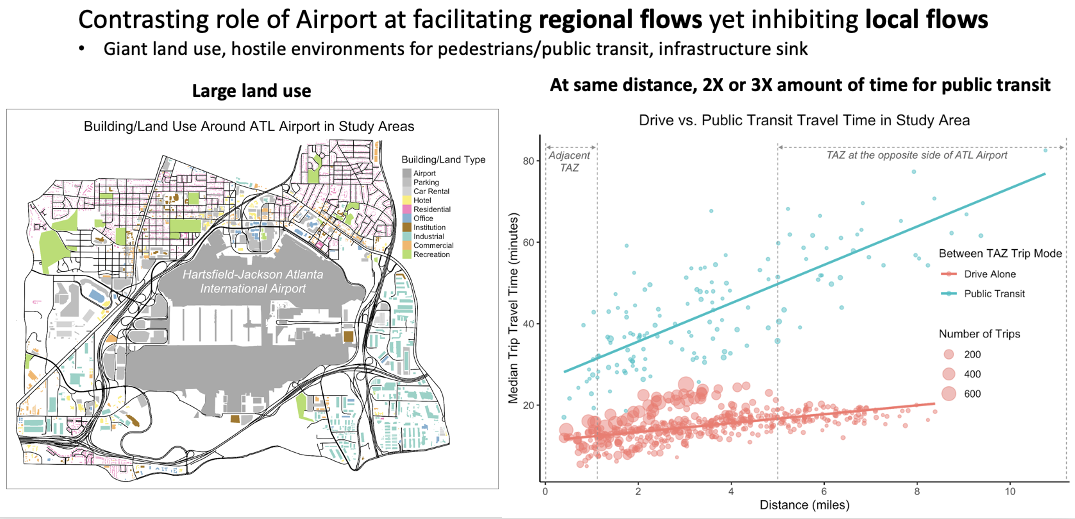 Contrasting role of Airport at facilitating regional flows yet inhibiting local flows
• Giant land use, hostile environments for pedestrians/public transit, infrastructure sink
Large land use
Building/Land Use Around ATL Airport in Study Areas
Building/Land Type
Airport
Parking
Car Rental
Hotel
Residential
Office
Institution
Industrial
Commercial
Recreation
Hartsfield-Jackson Atlanta
International Airport
At same distance, 2X or 3X amount of time for public transit
Drive vs. Public Transit Travel Time in Study Area
Adjacent
TAZ
TAZ at the opposite side of ATL Airport
Median Trip Travel Time (minutes)
80
60
40
20
Between TAZ Trip Mode
Drive Alone
Public Transit
Number of Trips
200
400
600
0 2 4 6 8 10
Distance (miles)